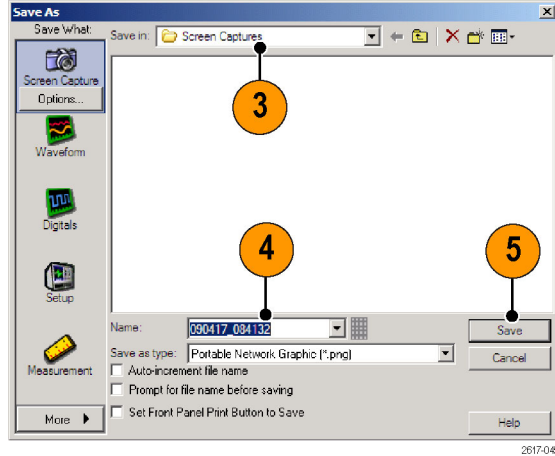 Save As
Save What:
Save in: Screen Captures
3
Screen Capture
Options...
Waveform
Digitals
Setup
Measurement
More
4
5
Name: 090417_084132
Save
Save as type: Portable Network Graphic (*.png)
Cancel
Auto-increment file name
Prompt for file name before saving
Set Front Panel Print Button to Save
Help